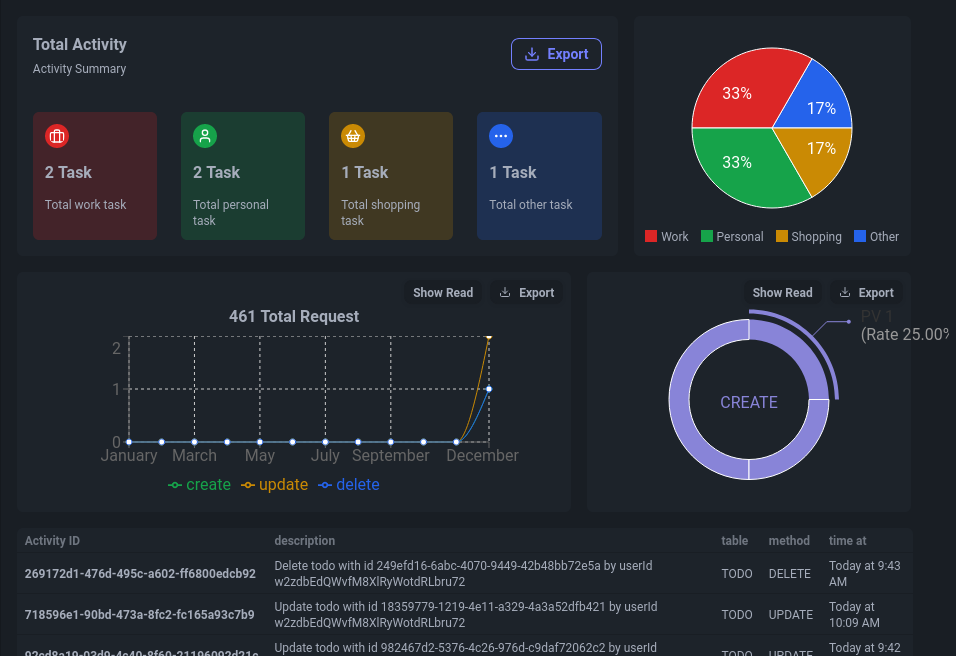 Total Activity
Activity Summary
Export
2 Task
Total work task
2 Task
Total personal
task
1 Task
Total shopping
task
1 Task
Total other task
33%
17%
33%
17%
Work Personal Shopping Other
Show Read Export
461 Total Request
2
1
0
January March May July September December
create update delete
Show Read Export
PV 1
(Rate 25.00%
CREATE
Activity ID description table method time at
269172d1-476d-495c-a602-ff6800edcb92
Delete todo with id 249efd16-6abc-4070-9449-42b48bb72e5a by userId
w2zdbEdQWvfM8XlRyWotdRLbru72
TODO DELETE
Today at 9:43
AM
718596e1-90bd-473a-8fc2-fc165a93c7b9
Update todo with id 18359779-1219-4e11-a329-4a3a52dfb421 by userId
w2zdbEdQWvfM8XlRyWotdRLbru72
TODO UPDATE
Today at
10:09 AM
Update todo with id 982467d2-5376-4c26-976d-c9daf72062c2 by userId
TODO UPDATE
Today at 9:42